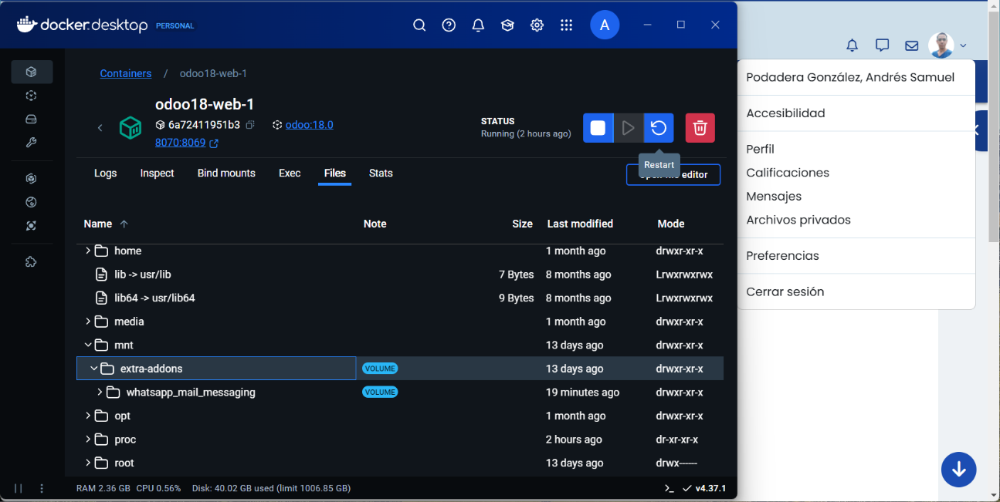 docker.desktop PERSONAL
A
Containers / odoo18-web-1
odoo18-web-1
6a72411951b3 odoo:18.0
8070:8069
STATUS
Running (2 hours ago)
Restart
Logs Inspect Bind mounts Exec Files Stats
editor
Name Note Size Last modified Mode
home 1 month ago drwxr-xr-x
lib -> usr/lib 7 Bytes 8 months ago Lrwxrwxrwx
lib64 -> usr/lib64 9 Bytes 8 months ago Lrwxrwxrwx
media 1 month ago drwxr-xr-x
mnt 13 days ago drwxr-xr-x
extra-addons VOLUME 13 days ago drwxr-xr-x
whatsapp_mail_messaging VOLUME 19 minutes ago drwxr-xr-x
opt 1 month ago drwxr-xr-x
proc 2 hours ago dr-xr-xr-x
root 13 days ago drwx------
RAM 2.36 GB CPU 0.56% Disk: 40.02 GB used (limit 1006.85 GB)
v4.37.1
Podadera González, Andrés Samuel
Accesibilidad
Perfil
Calificaciones
Mensajes
Archivos privados
Preferencias
Cerrar sesión